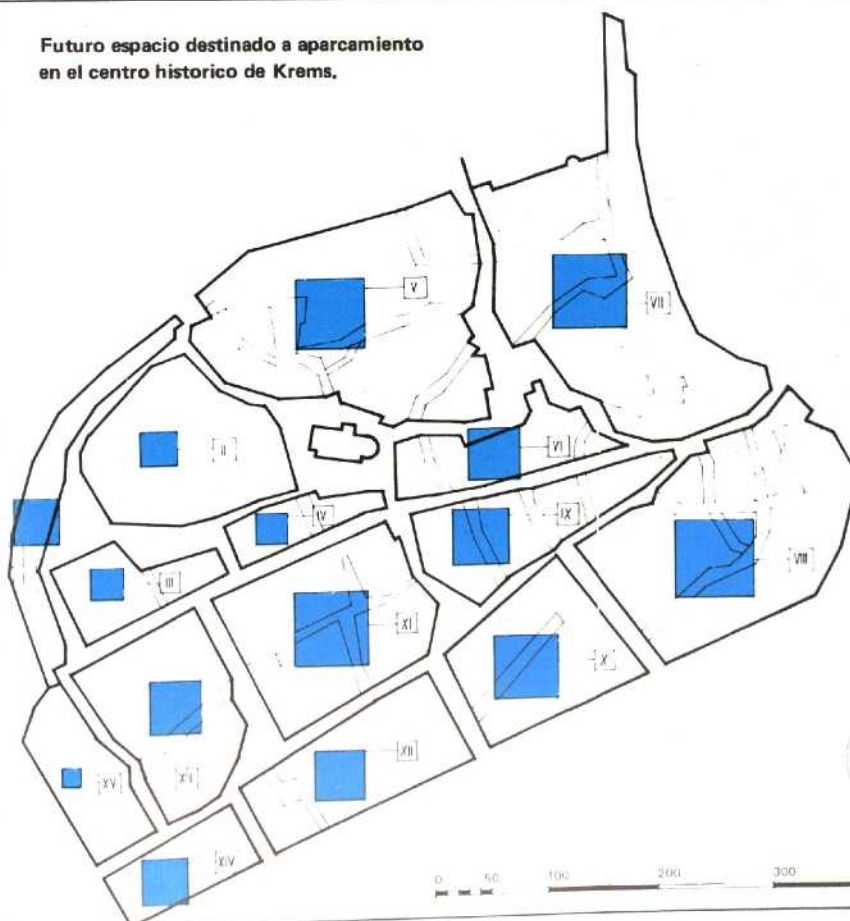 Futuro espacio destinado a aparcamiento
en el centro historico de Krems.
V
VII
II
VI
IV
IX
III
VIII
XI
X
XII
XV
XIV
0 50 100 200 300